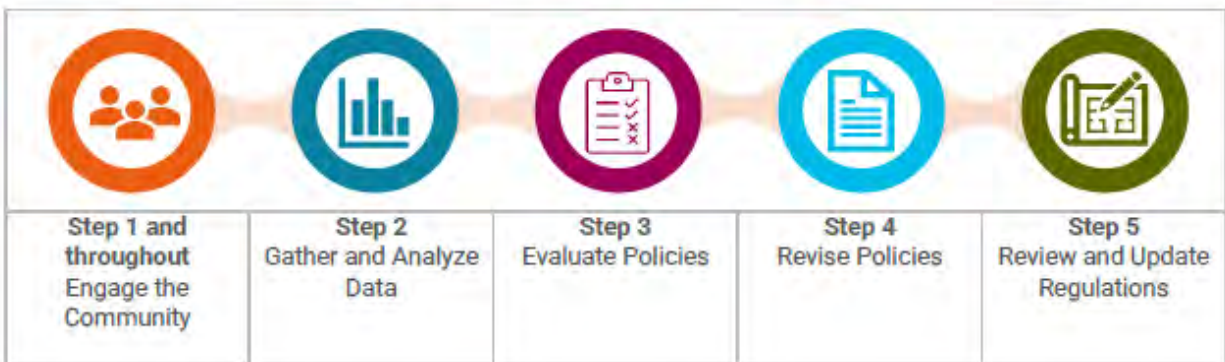 Step 1 and
throughout
Engage the
Community
Step 2
Gather and Analyze
Data
Step 3
Evaluate Policies
Step 4
Revise Policies
Step 5
Review and Update
Regulations